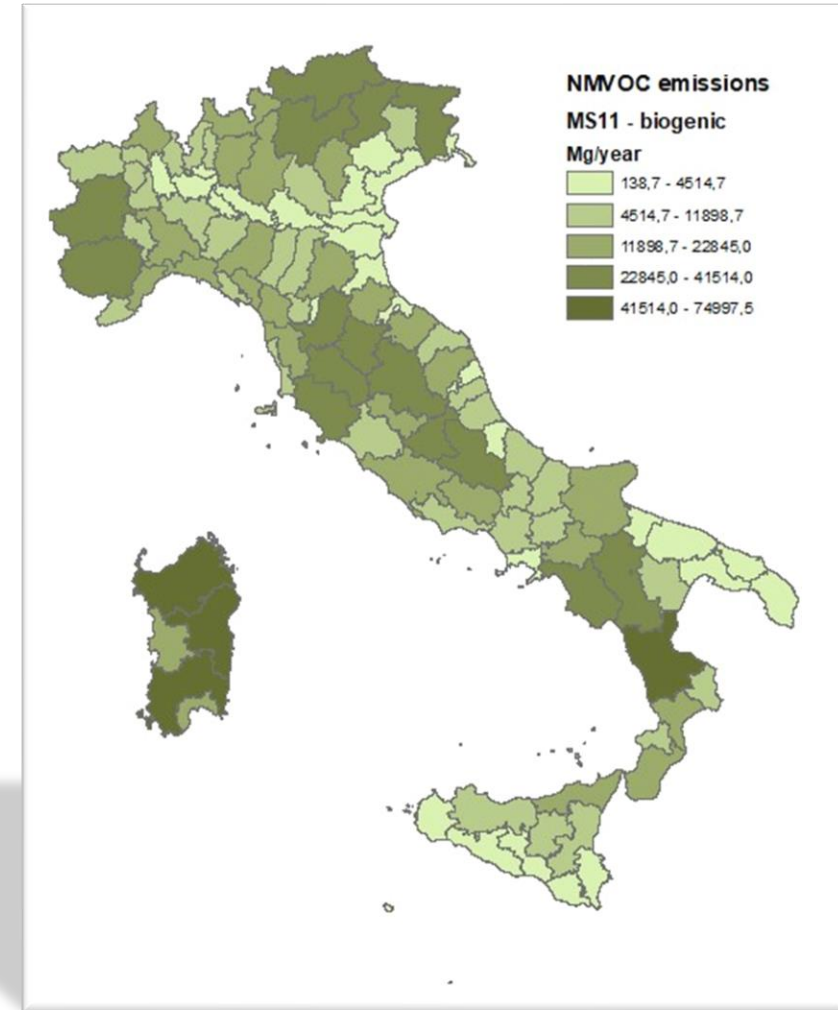 NMVOC emissions
MS11 - biogenic
Mg/year
138,7 - 4514,7
4514,7 - 11898,7
11898,7 - 22845,0
22845,0 - 41514,0
41514,0 - 74997,5